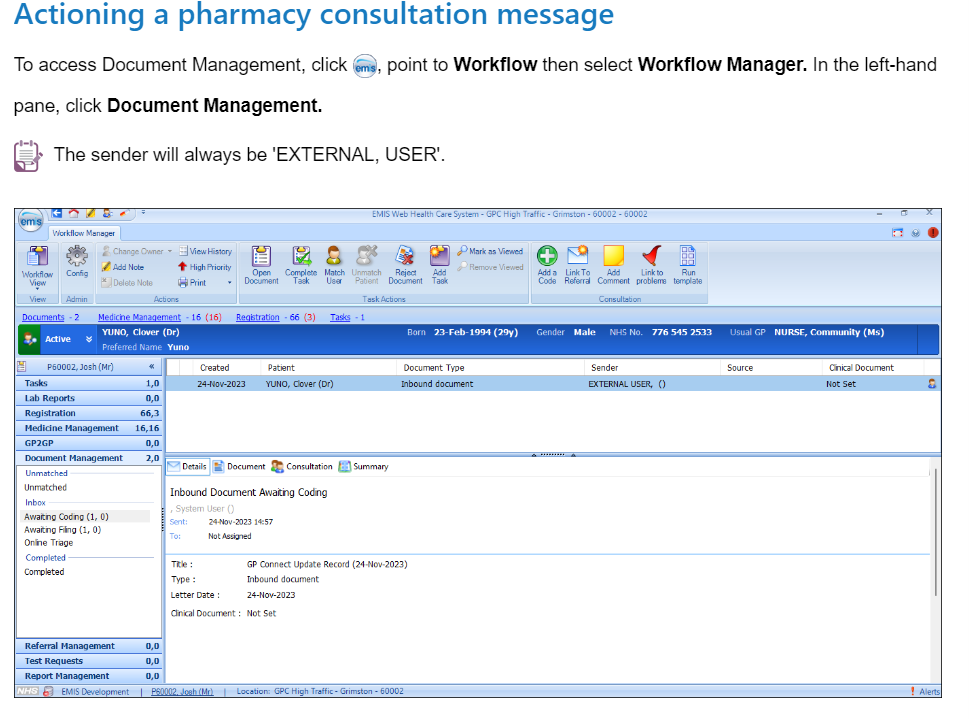 Actioning a pharmacy consultation message
To access Document Management, click emis, point to Workflow then select Workflow Manager. In the left-hand
pane, click Document Management.
The sender will always be 'EXTERNAL, USER'.
EMIS Web Health Care System - GPC High Traffic - Grimston - 60002 - 60002
emis
Workflow Manager
Workflow View
Config
Change Owner
Add Note
Delete Note
View History
High Priority
Print
Open Document
Complete Task
Match User
Unmatch Patient
Reject Document
Add Task
Mark as Viewed
Remove Viewed
Add a Code
Link To Referral
Add Comment
Link to problems
Run template
View
Admin
Actions
Task Actions
Consultation
Documents - 2 Medicine Management - 16 (16) Registration - 66 (3) Tasks - 1
Active
YUNO, Clover (Dr)
Born 23-Feb-1994 (29y) Gender Male NHS No. 776 545 2533 Usual GP NURSE, Community (Ms)
Preferred Name Yuno
P60002, Josh (Mr) «
Tasks 1,0
Lab Reports 0,0
Registration 66,3
Medicine Management 16,16
GP2GP 0,0
Document Management 2,0
Unmatched
Unmatched
Inbox
Awaiting Coding (1, 0)
Awaiting Filing (1, 0)
Online Triage
Completed
Completed
Referral Management 0,0
Test Requests 0,0
Report Management 0,0
Created Patient Document Type Sender Source Clinical Document
24-Nov-2023 YUNO, Clover (Dr) Inbound document EXTERNAL USER, () Not Set
Details Document Consultation Summary
Inbound Document Awaiting Coding
, System User ()
Sent: 24-Nov-2023 14:57
To: Not Assigned
Title : GP Connect Update Record (24-Nov-2023)
Type : Inbound document
Letter Date : 24-Nov-2023
Clinical Document : Not Set
NHS EMIS Development | P60002, Josh (Mr) | Location: GPC High Traffic - Grimston - 60002 ! Alerts